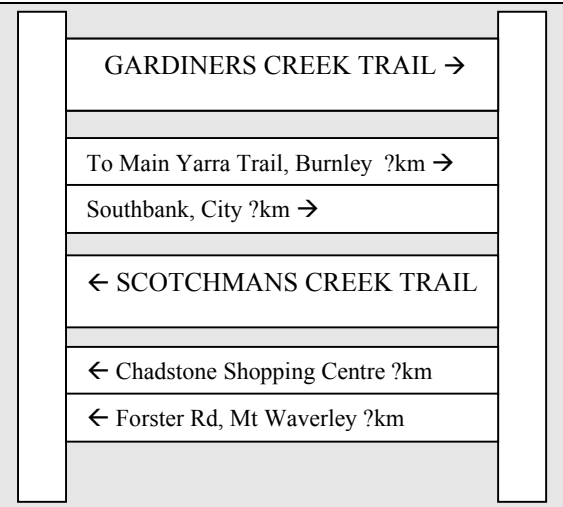 GARDINERS CREEK TRAIL →
To Main Yarra Trail, Burnley ?km →
Southbank, City ?km →
← SCOTCHMANS CREEK TRAIL
← Chadstone Shopping Centre ?km
← Forster Rd, Mt Waverley ?km